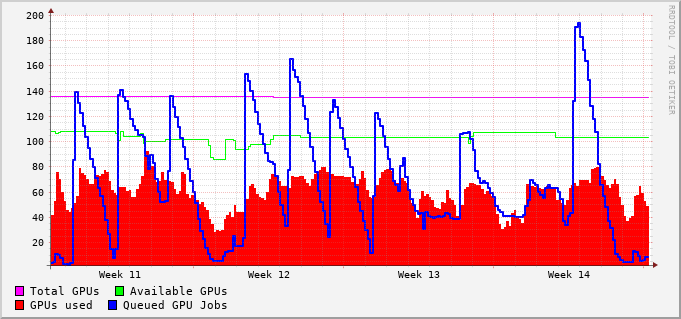 200
180
160
140
120
100
80
60
40
20
Week 11 Week 12 Week 13 Week 14
Total GPUs Available GPUs
GPUs used Queued GPU Jobs
RRDTOOL / TOBI OETIKER